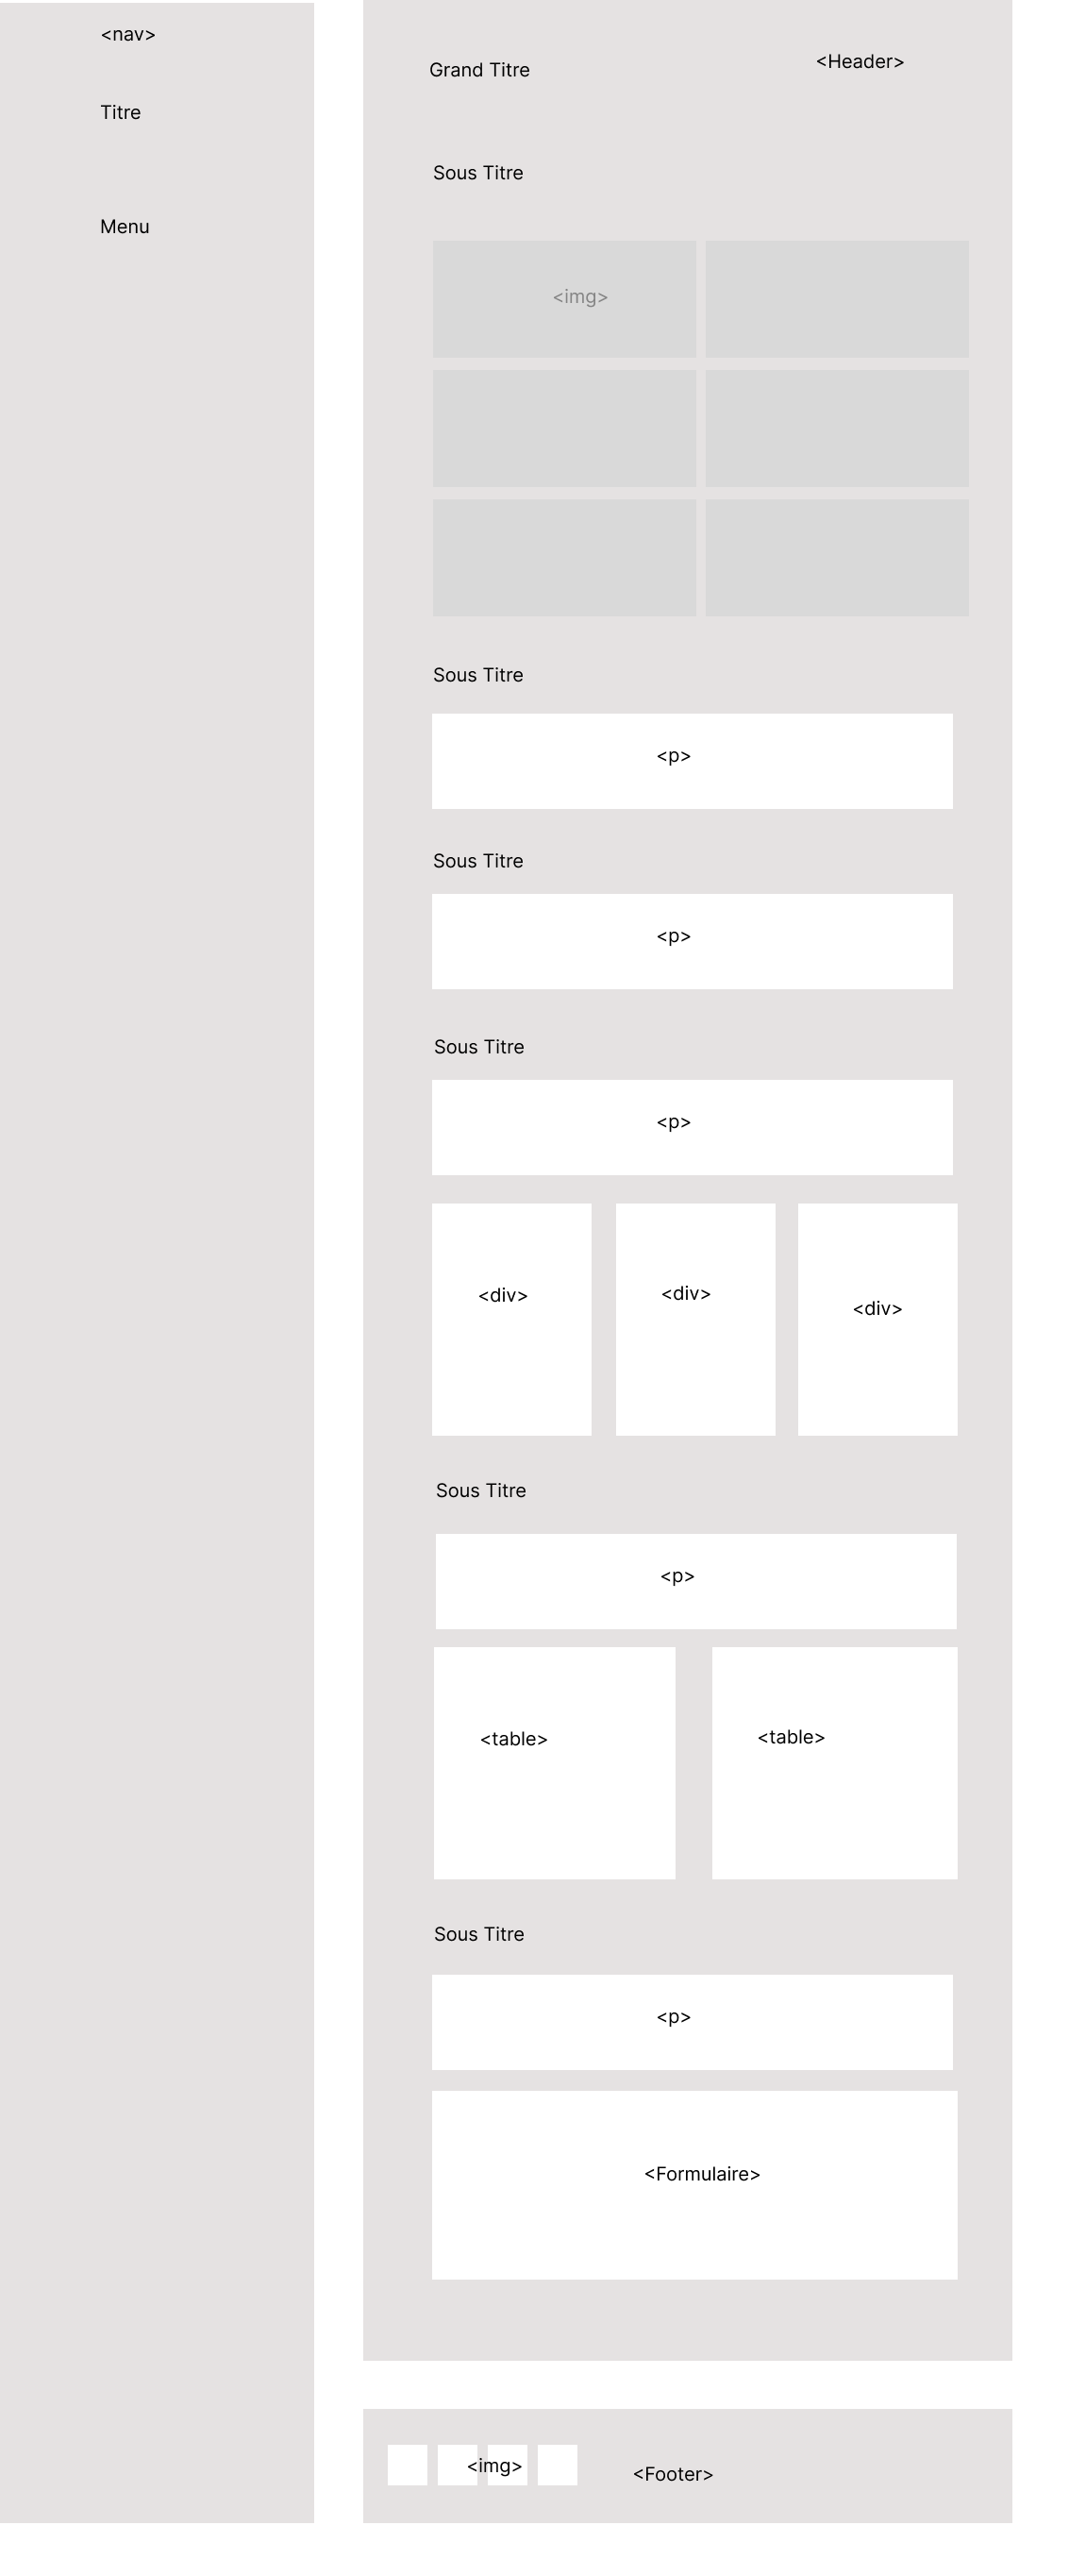 <nav>
Titre
Menu
Grand Titre
<Header>
Sous Titre
<img>
Sous Titre
<p>
Sous Titre
<p>
Sous Titre
<p>
<div>
<div>
<div>
Sous Titre
<p>
<table>
<table>
Sous Titre
<p>
<Formulaire>
<img>
<Footer>